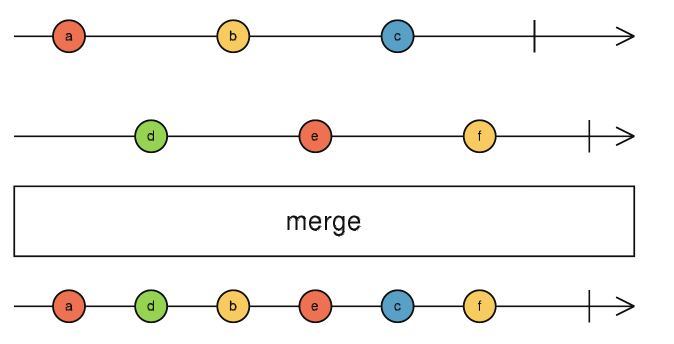 a b c
d e f
merge
a d b e c f